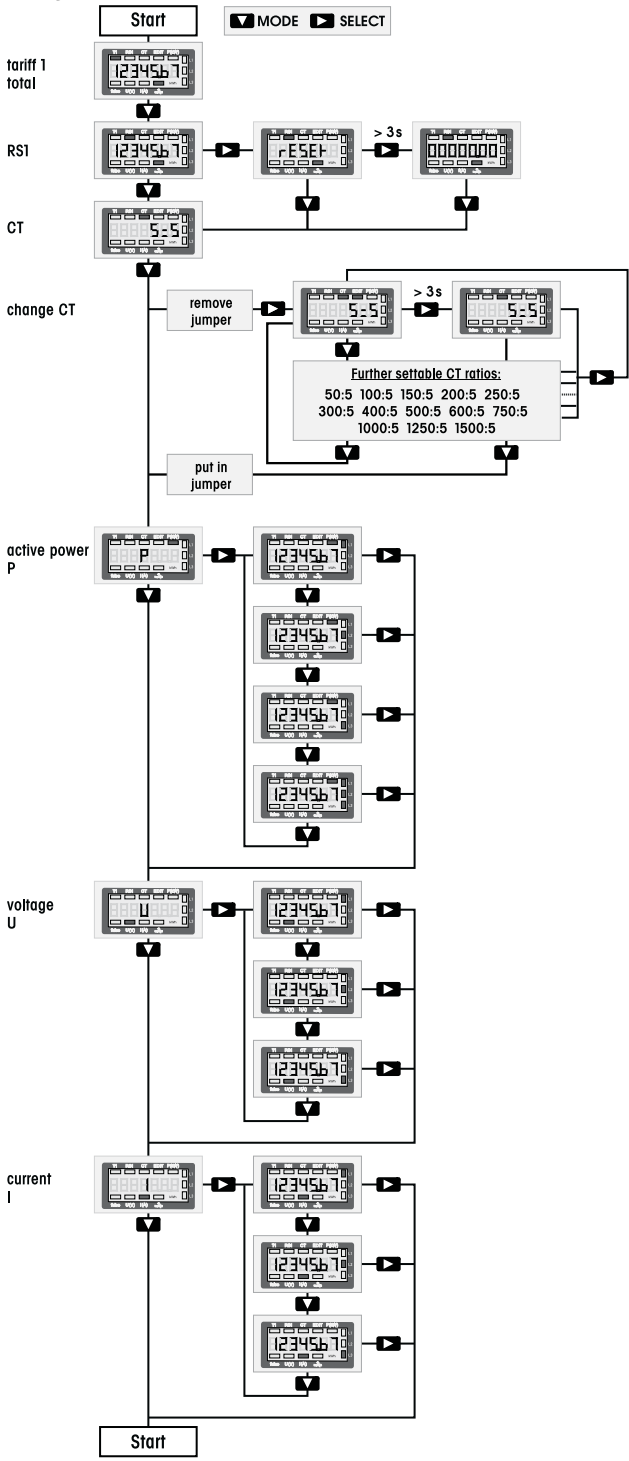 Start
MODE SELECT
tariff 1
total
1234567
RS1
1234567
rESEt
> 3s
0000000
CT
5=5
change CT
remove
jumper
5=5
> 3s
5=5
Further settable CT ratios:
50:5 100:5 150:5 200:5 250:5
300:5 400:5 500:5 600:5 750:5
1000:5 1250:5 1500:5
put in
jumper
active power
P
P
1234567
1234567
1234567
1234567
voltage
U
U
1234567
1234567
1234567
current
I
I
1234567
1234567
1234567
Start